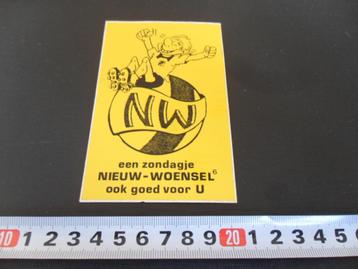 NW
een zondagje
NIEUW-WOENSEL 6
ook goed voor U
10 1 2 3 4 5 6 7 8 9 20 1 2 3 4 5